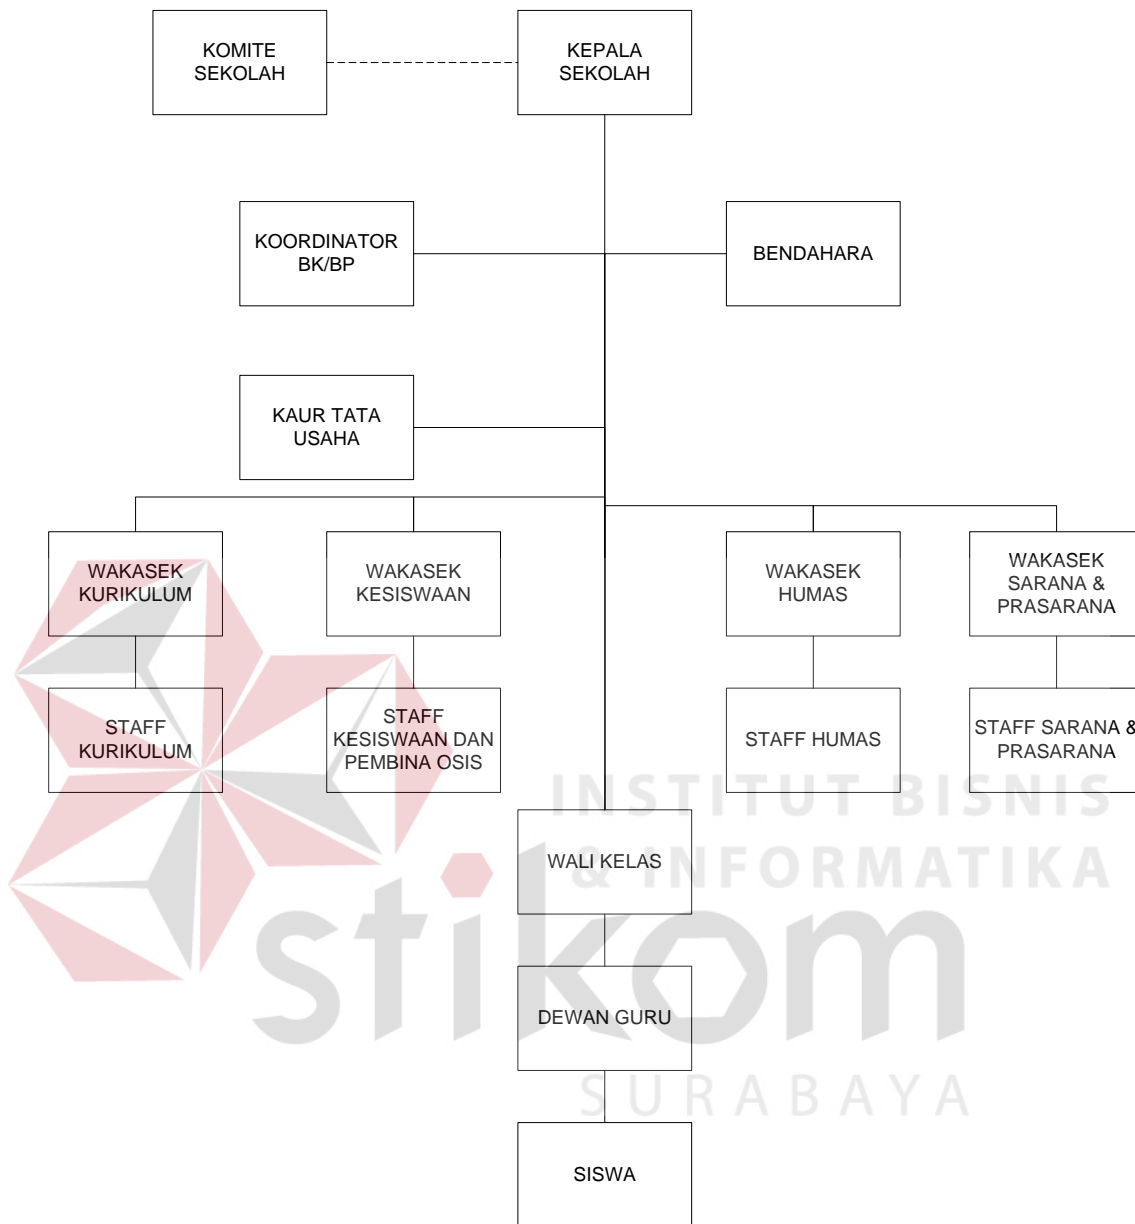 KOMITE
SEKOLAH
KEPALA
SEKOLAH
KOORDINATOR
BK/BP
BENDAHARA
KAUR TATA
USAHA
WAKASEK
KURIKULUM
WAKASEK
KESISWAAN
WAKASEK
HUMAS
WAKASEK
SARANA &
PRASARANA
STAFF
KURIKULUM
STAFF
KESISWAAN DAN
PEMBINA OSIS
STAFF HUMAS
STAFF SARANA &
PRASARANA
INSTITUT BISNIS
& INFORMATIKA
stikom
SURABAYA
WALI KELAS
DEWAN GURU
SISWA